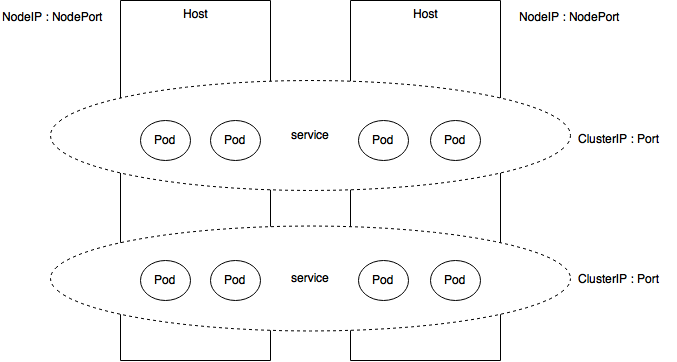 NodeIP : NodePort
Host
Host
NodeIP : NodePort
Pod
Pod
service
Pod
Pod
ClusterIP : Port
Pod
Pod
service
Pod
Pod
ClusterIP : Port